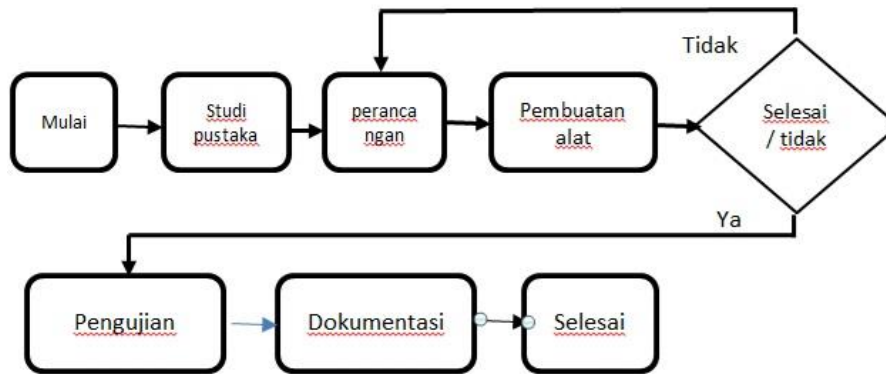 Tidak
Mulai
Studi
pustaka
peranca
ngan
Pembuatan
alat
Selesai
/ tidak
Ya
Pengujian
Dokumentasi
Selesai